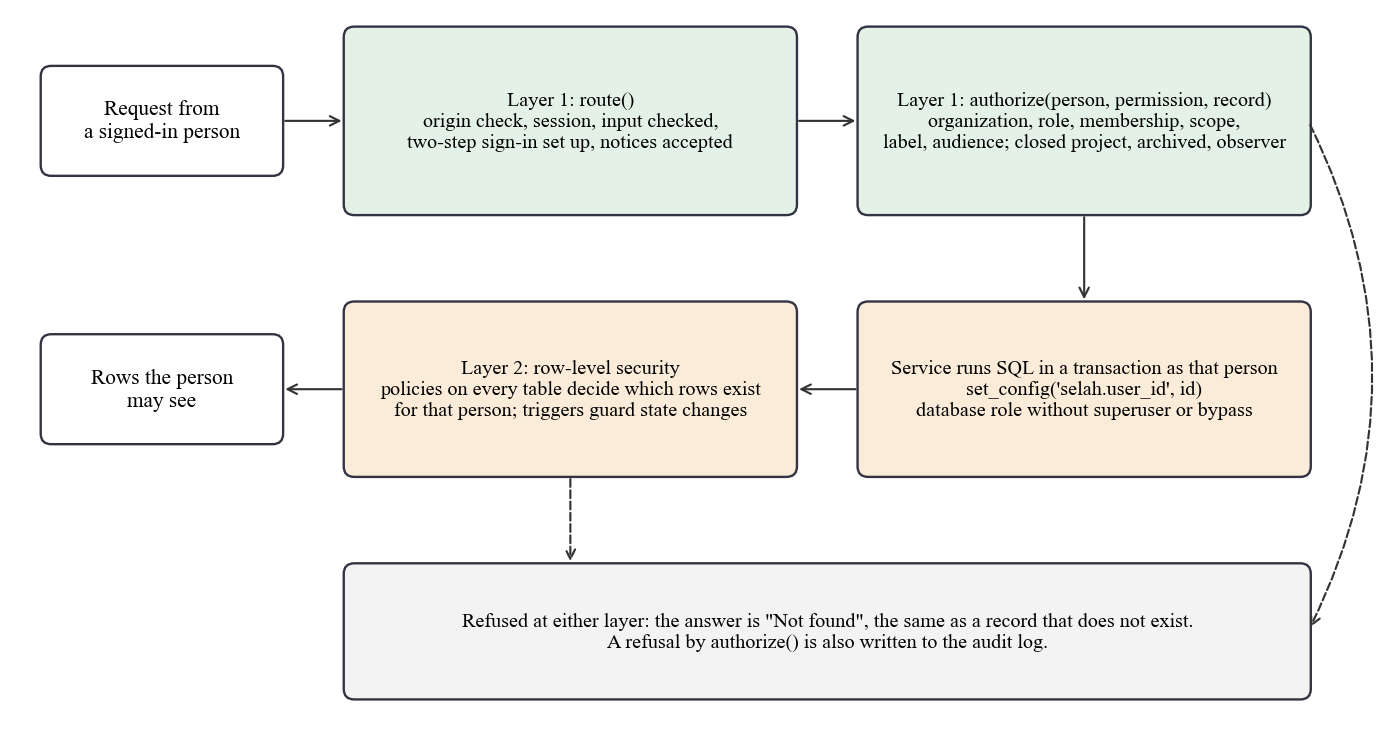 Request from
a signed-in person
Layer 1: route()
origin check, session, input checked,
two-step sign-in set up, notices accepted
Layer 1: authorize(person, permission, record)
organization, role, membership, scope,
label, audience; closed project, archived, observer
Rows the person
may see
Layer 2: row-level security
policies on every table decide which rows exist
for that person; triggers guard state changes
Service runs SQL in a transaction as that person
set_config('selah.user_id', id)
database role without superuser or bypass
Refused at either layer: the answer is "Not found", the same as a record that does not exist.
A refusal by authorize() is also written to the audit log.